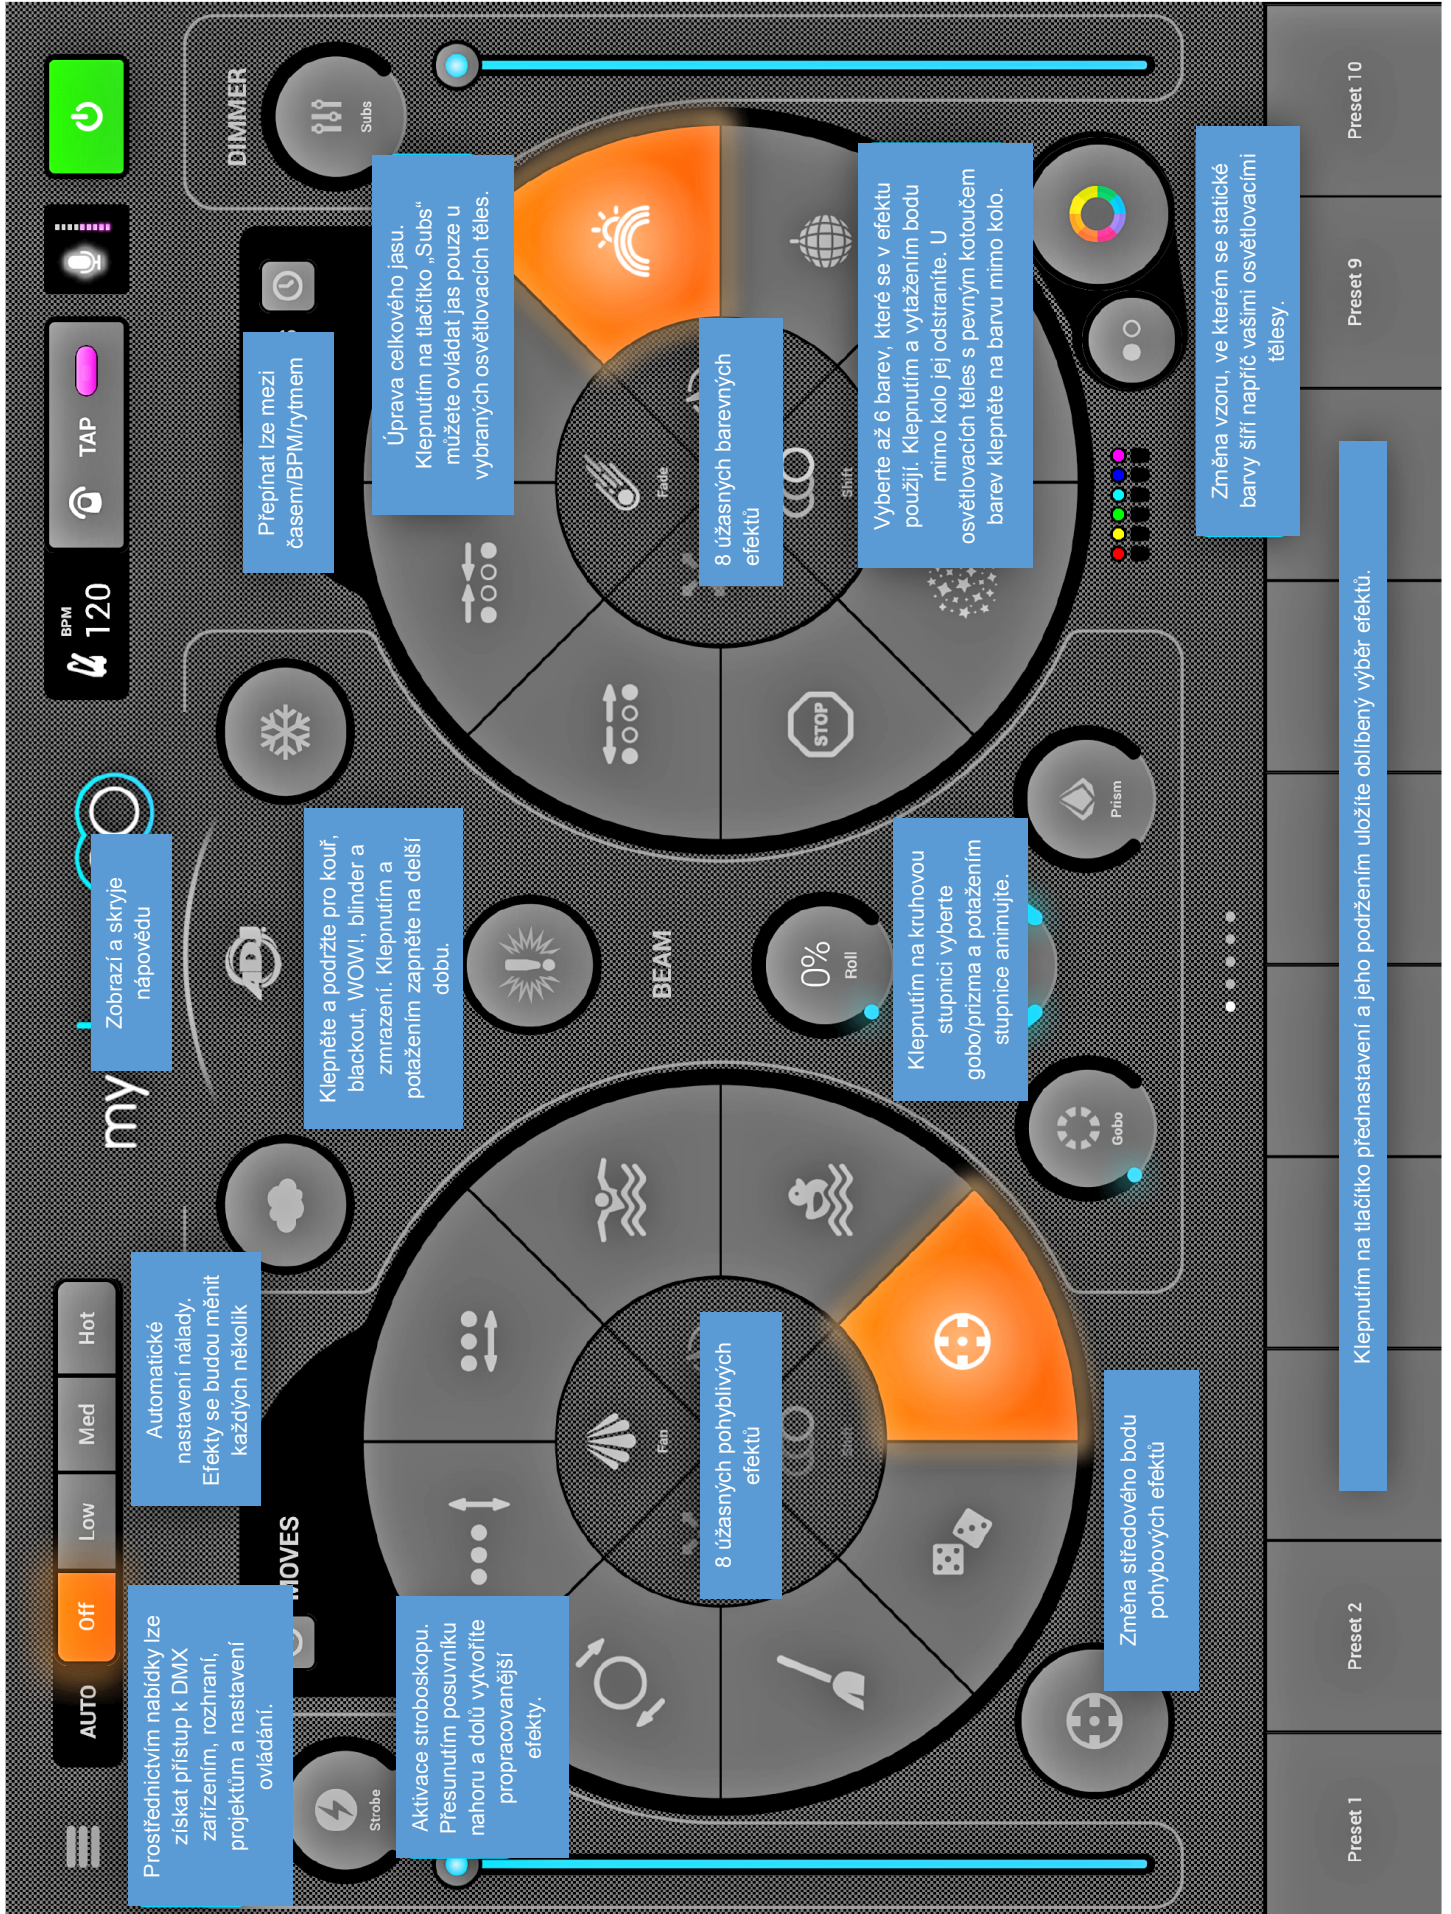 AUTO
Off
Low
Med
Hot
my
BPM
120
TAP
Prostřednictvím nabídky lze
získat přístup k DMX
zařízením, rozhraní,
projektům a nastavení
ovládání.
Automatické
nastavení nálady.
Efekty se budou měnit
každých několik
Zobrazí a skryje
nápovědu
Přepínat lze mezi
časem/BPM/rytmem
DIMMER
Subs
Strobe
MOVES
Klepněte a podržte pro kouř,
blackout, WOW!, blinder a
zmrazení. Klepnutím a
potažením zapněte na delší
dobu.
Úprava celkového jasu.
Klepnutím na tlačítko „Subs“
můžete ovládat jas pouze u
vybraných osvětlovacích těles.
Aktivace stroboskopu.
Přesunutím posuvníku
nahoru a dolů vytvoříte
propracovanější
efekty.
Fan
Shift
8 úžasných pohyblivých
efektů
BEAM
0%
Roll
Fade
Shift
8 úžasných barevných
efektů
STOP
Klepnutím na kruhovou
stupnici vyberte
gobo/prizma a potažením
stupnice animujte.
Gobo
Prism
Vyberte až 6 barev, které se v efektu
použijí. Klepnutím a vytažením bodu
mimo kolo jej odstraníte. U
osvětlovacích těles s pevným kotoučem
barev klepněte na barvu mimo kolo.
Změna středového bodu
pohybových efektů
Změna vzoru, ve kterém se statické
barvy šíří napříč vašimi osvětlovacími
tělesy.
Klepnutím na tlačítko přednastavení a jeho podržením uložíte oblíbený výběr efektů.
Preset 1
Preset 2
Preset 9
Preset 10